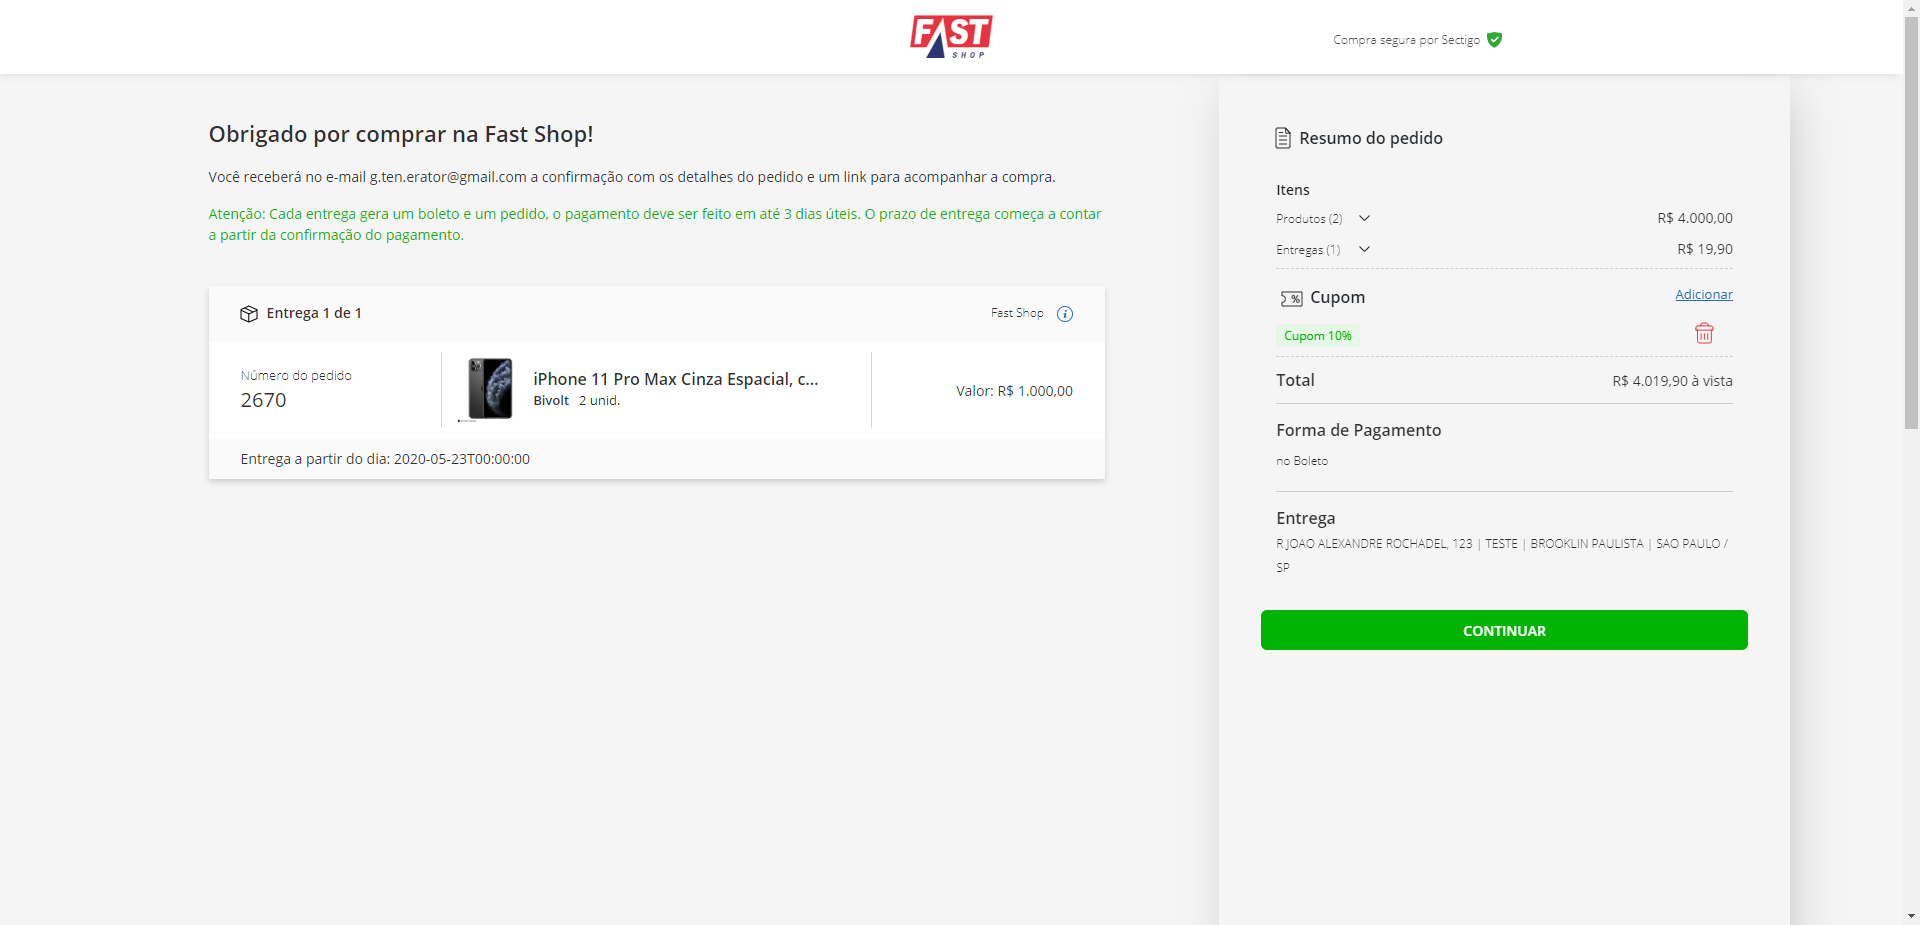 FAST
SHOP
Compra segura por Sectigo
Obrigado por comprar na Fast Shop!
Você receberá no e-mail g.ten.erator@gmail.com a confirmação com os detalhes do pedido e um link para acompanhar a compra.
Atenção: Cada entrega gera um boleto e um pedido, o pagamento deve ser feito em até 3 dias úteis. O prazo de entrega começa a contar
a partir da confirmação do pagamento.
Entrega 1 de 1
Fast Shop
Número do pedido
2670
iPhone 11 Pro Max Cinza Espacial, c...
Bivolt 2 unid.
Valor: R$ 1.000,00
Entrega a partir do dia: 2020-05-23T00:00:00
Resumo do pedido
Itens
Produtos (2) R$ 4.000,00
Entregas (1) R$ 19,90
Cupom Adicionar
Cupom 10%
Total R$ 4.019,90 à vista
Forma de Pagamento
no Boleto
Entrega
R JOAO ALEXANDRE ROCHADEL, 123 | TESTE | BROOKLIN PAULISTA | SAO PAULO /
SP
CONTINUAR